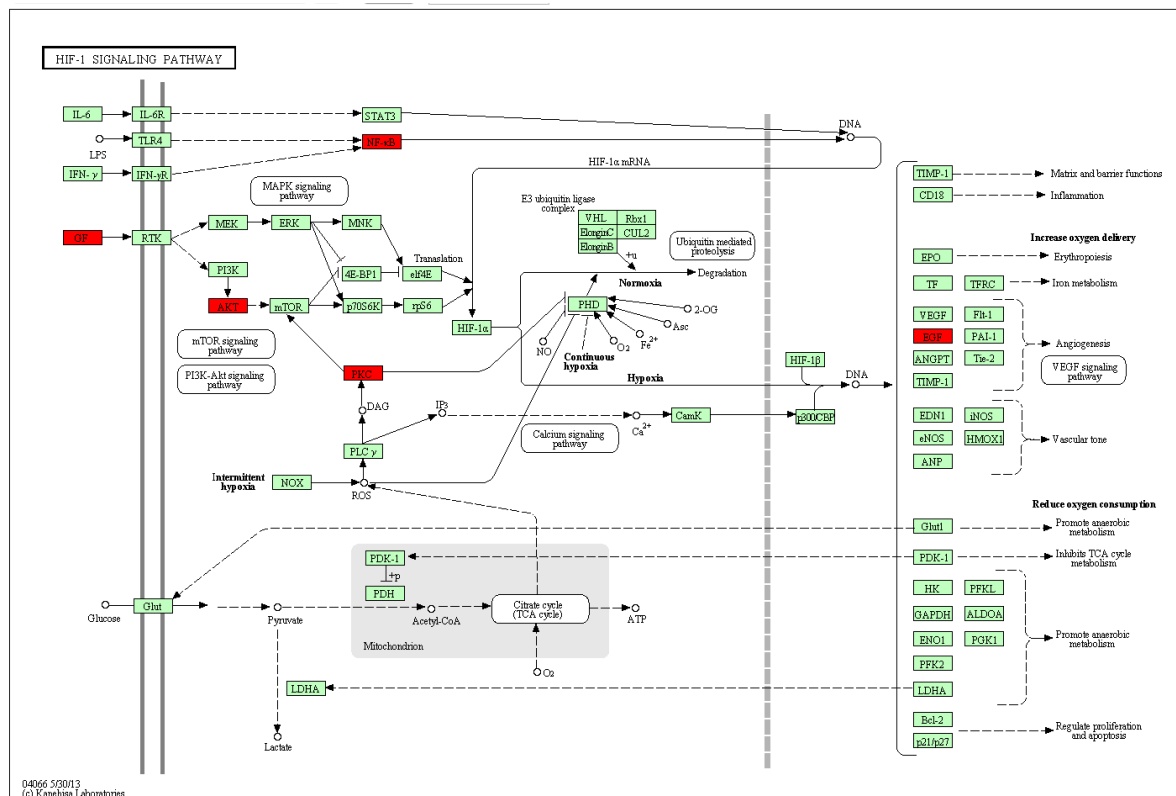 HIF-1 SIGNALING PATHWAY
IL-6
IL-6R
STAT3
DNA
LPS
TLR4
NF-κB
IFN-γ
IFN-γR
HIF-1α mRNA
MAPK signaling
pathway
GF
RTK
MEK
ERK
MNK
PI3K
4E-BP1
elf4E
Translation
AKT
mTOR
p70S6K
rpS6
mTOR signaling
pathway
PI3K-Akt signaling
pathway
E3 ubiquitin ligase
complex
VHL
Rbx1
ElonginC
CUL2
ElonginB
+u
Ubiquitin mediated
proteolysis
Normoxia
Degradation
HIF-1α
PHD
2-OG
Asc
Fe2+
O2
NO
Continuous
hypoxia
Hypoxia
HIF-1β
DNA
PKC
DAG
IP3
Calcium signaling
pathway
Ca2+
CamK
p300/CBP
PLCγ
Intermittent
hypoxia
NOX
ROS
TIMP-1
Matrix and barrier functions
CD18
Inflammation
Increase oxygen delivery
EPO
Erythropoiesis
TF
TFRC
Iron metabolism
VEGF
Flt-1
EGF
PAI-1
Angiogenesis
ANGPT
Tie-2
VEGF signaling
pathway
TIMP-1
EDN1
iNOS
eNOS
HMOX1
Vascular tone
ANP
Reduce oxygen consumption
Glut1
Promote anaerobic
metabolism
PDK-1
Inhibits TCA cycle
metabolism
HK
PFKL
GAPDH
ALDOA
ENO1
PGK1
Promote anaerobic
metabolism
PFK2
LDHA
Bcl-2
p21/p27
Regulate proliferation
and apoptosis
PDK-1
+p
PDH
Glucose
Glut
Pyruvate
Acetyl-CoA
Citrate cycle
(TCA cycle)
ATP
Mitochondrion
O2
LDHA
Lactate
04066 5/30/13
(c) Kanehisa Laboratories